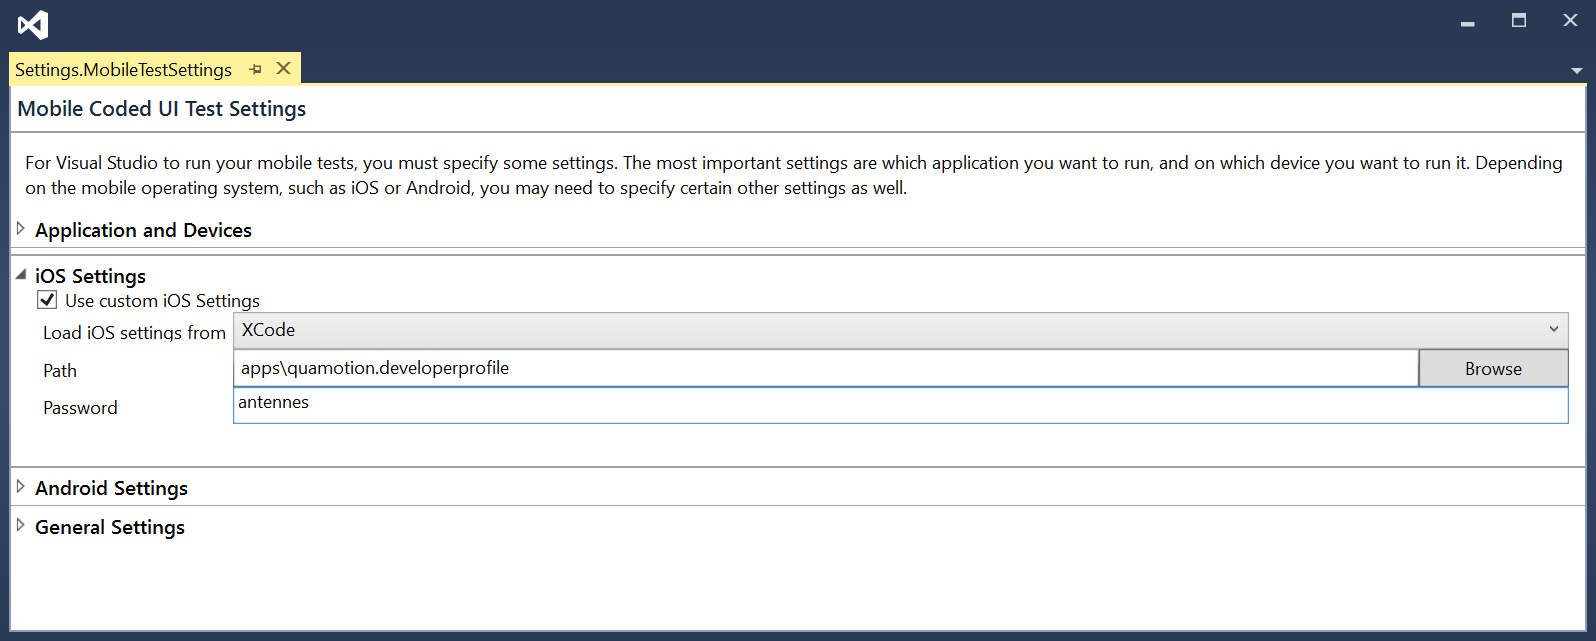 Settings.MobileTestSettings
Mobile Coded UI Test Settings
For Visual Studio to run your mobile tests, you must specify some settings. The most important settings are which application you want to run, and on which device you want to run it. Depending
on the mobile operating system, such as iOS or Android, you may need to specify certain other settings as well.
Application and Devices
iOS Settings
Use custom iOS Settings
Load iOS settings from XCode
Path apps\quamotion.developerprofile Browse
Password antennes
Android Settings
General Settings